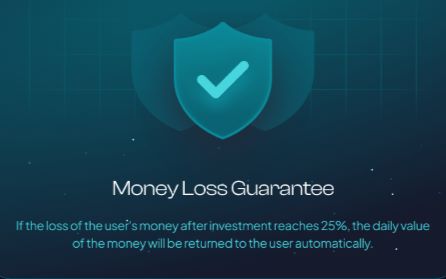 Money Loss Guarantee
If the loss of the user's money after investment reaches 25%, the daily value
of the money will be returned to the user automatically.